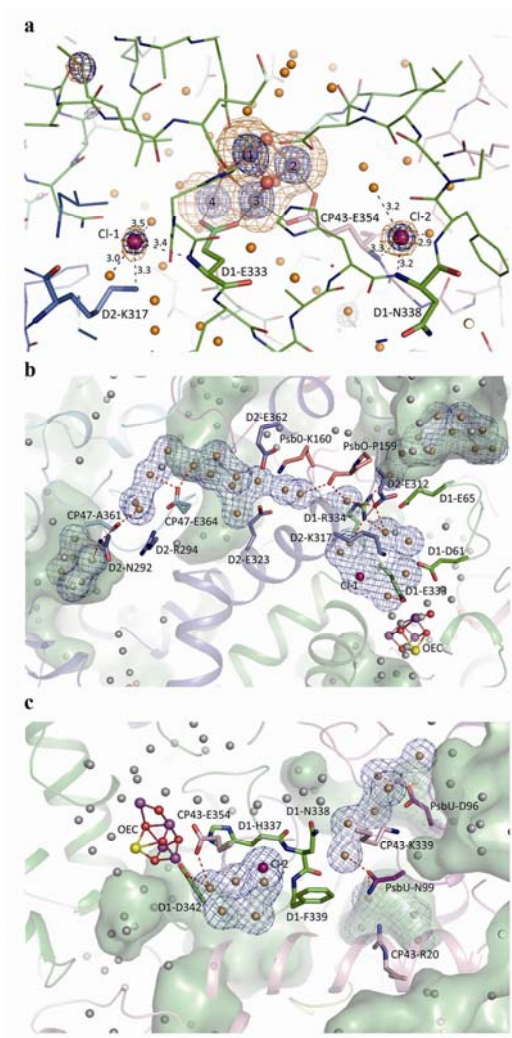 a
1
2
4
3
CP43-E354
Cl-2
3.2
2.9
3.3
3.2
Cl-1
3.5
3.4
3.0
3.3
D1-E333
D2-K317
D1-N338
b
D2-E362
PsbO-K160
PsbO-P159
CP47-A361
CP47-E364
D1-R334
D2-E312
D1-E65
D2-N292
D2-R294
D2-E323
D2-K317
D1-D61
Cl-1
D1-E333
OEC
c
CP43-E354
D1-N338
OEC
D1-H337
PsbU-D96
Cl-2
CP43-K339
D1-D342
PsbU-N99
D1-F339
CP43-R20